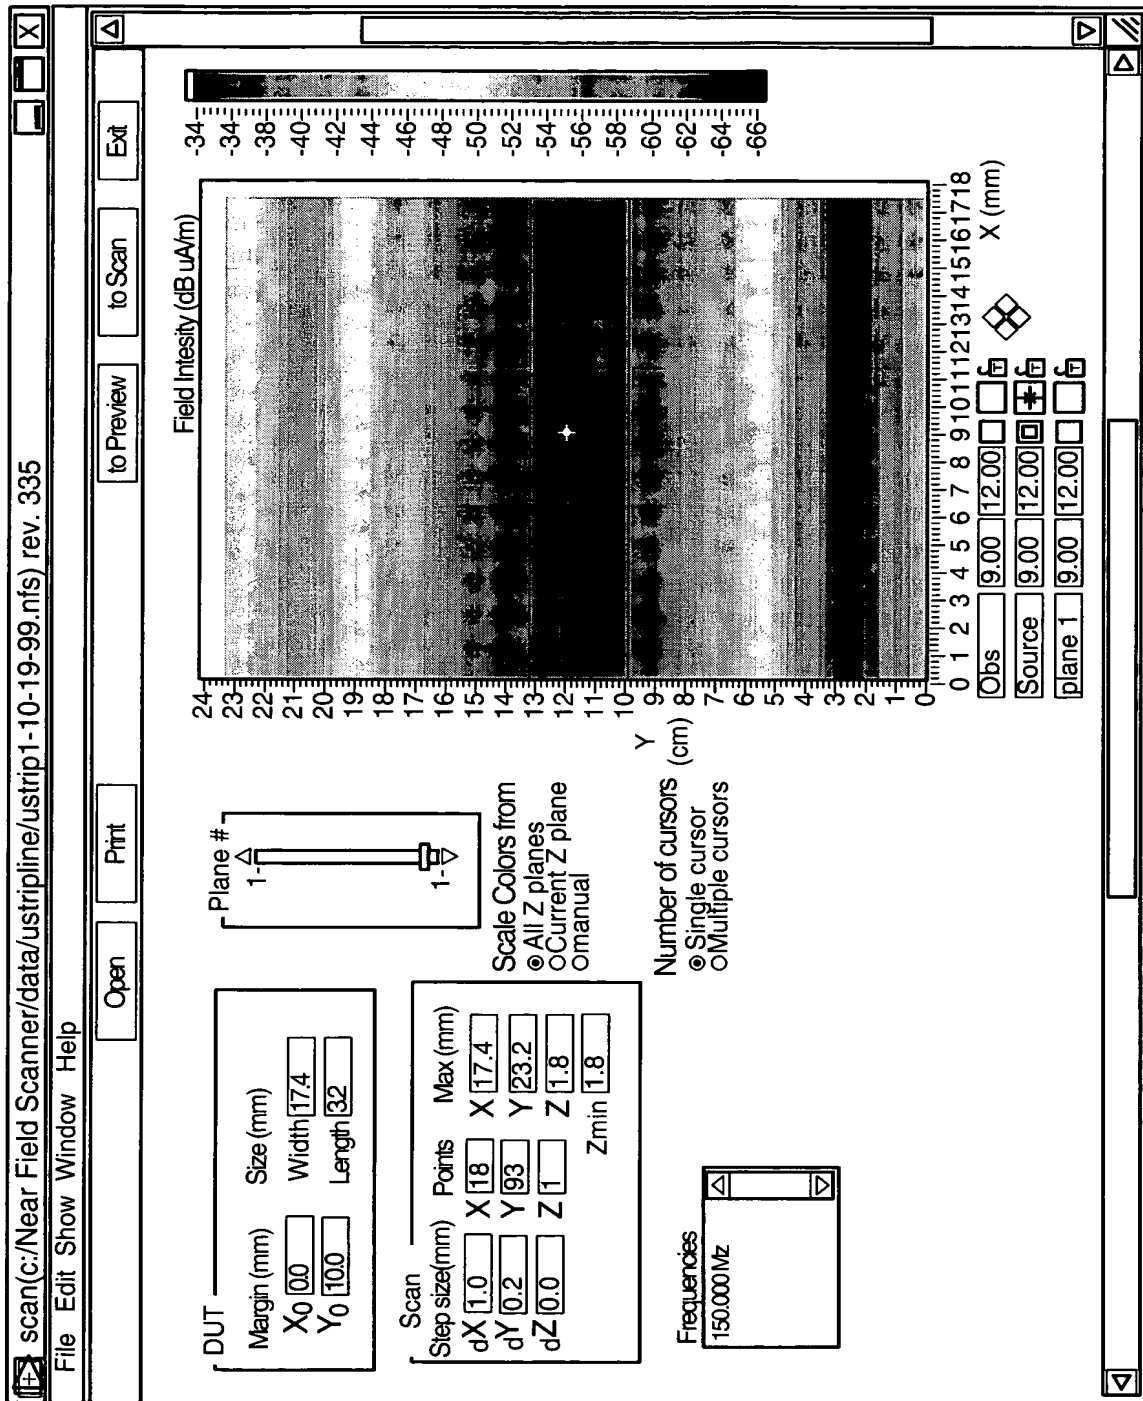 scan(c:/Near Field Scanner/data/ustripline/ustrip1-10-19-99.nfs) rev. 335
X
File Edit Show Window Help
Open
Print
to Preview
to Scan
Exit
DUT
Margin (mm)
Size (mm)
X0 0.0
Width 17.4
Y0 10.0
Length 32
Scan
Step size(mm)
Points
Max (mm)
dX 1.0
X 18
X 17.4
dY 0.2
Y 93
Y 23.2
dZ 0.0
Z 1
Z 1.8
Zmin 1.8
Frequencies
150.000 Mz
Plane #
1-
1-
Scale Colors from
All Z planes
Current Z plane
manual
Number of cursors
Single cursor
Multiple cursors
Field Intesity (dB uA/m)
24
23
22
21
20
19
18
17
16
15
14
13
12
11
10
9
8
7
6
5
4
3
2
1
0
Y
(cm)
0 1 2 3 4 5 6 7 8 9 10 11 12 13 14 15 16 17 18
X (mm)
-34
-34
-38
-40
-42
-44
-46
-48
-50
-52
-54
-56
-58
-60
-62
-64
-66
Obs 9.00 12.00
Source 9.00 12.00
plane 1 9.00 12.00